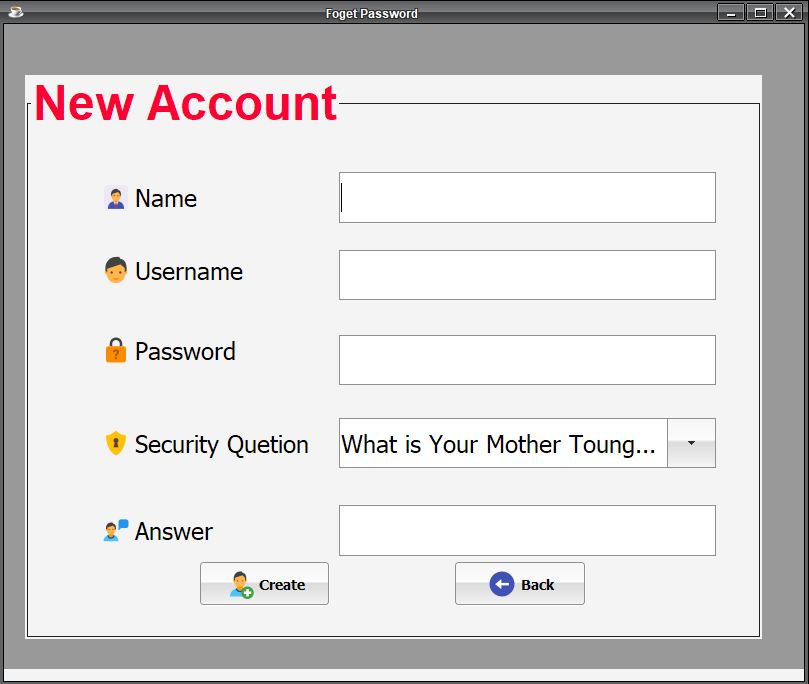 Foget Password
New Account
Name
Username
Password
?
Security Quetion
What is Your Mother Toung...
Answer
Create
Back